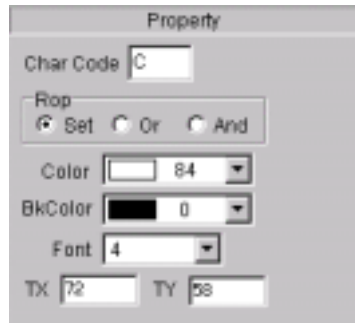 Property
Char Code C
Rop
Set Or And
Color 84
BkColor 0
Font 4
TX 72 TY 58